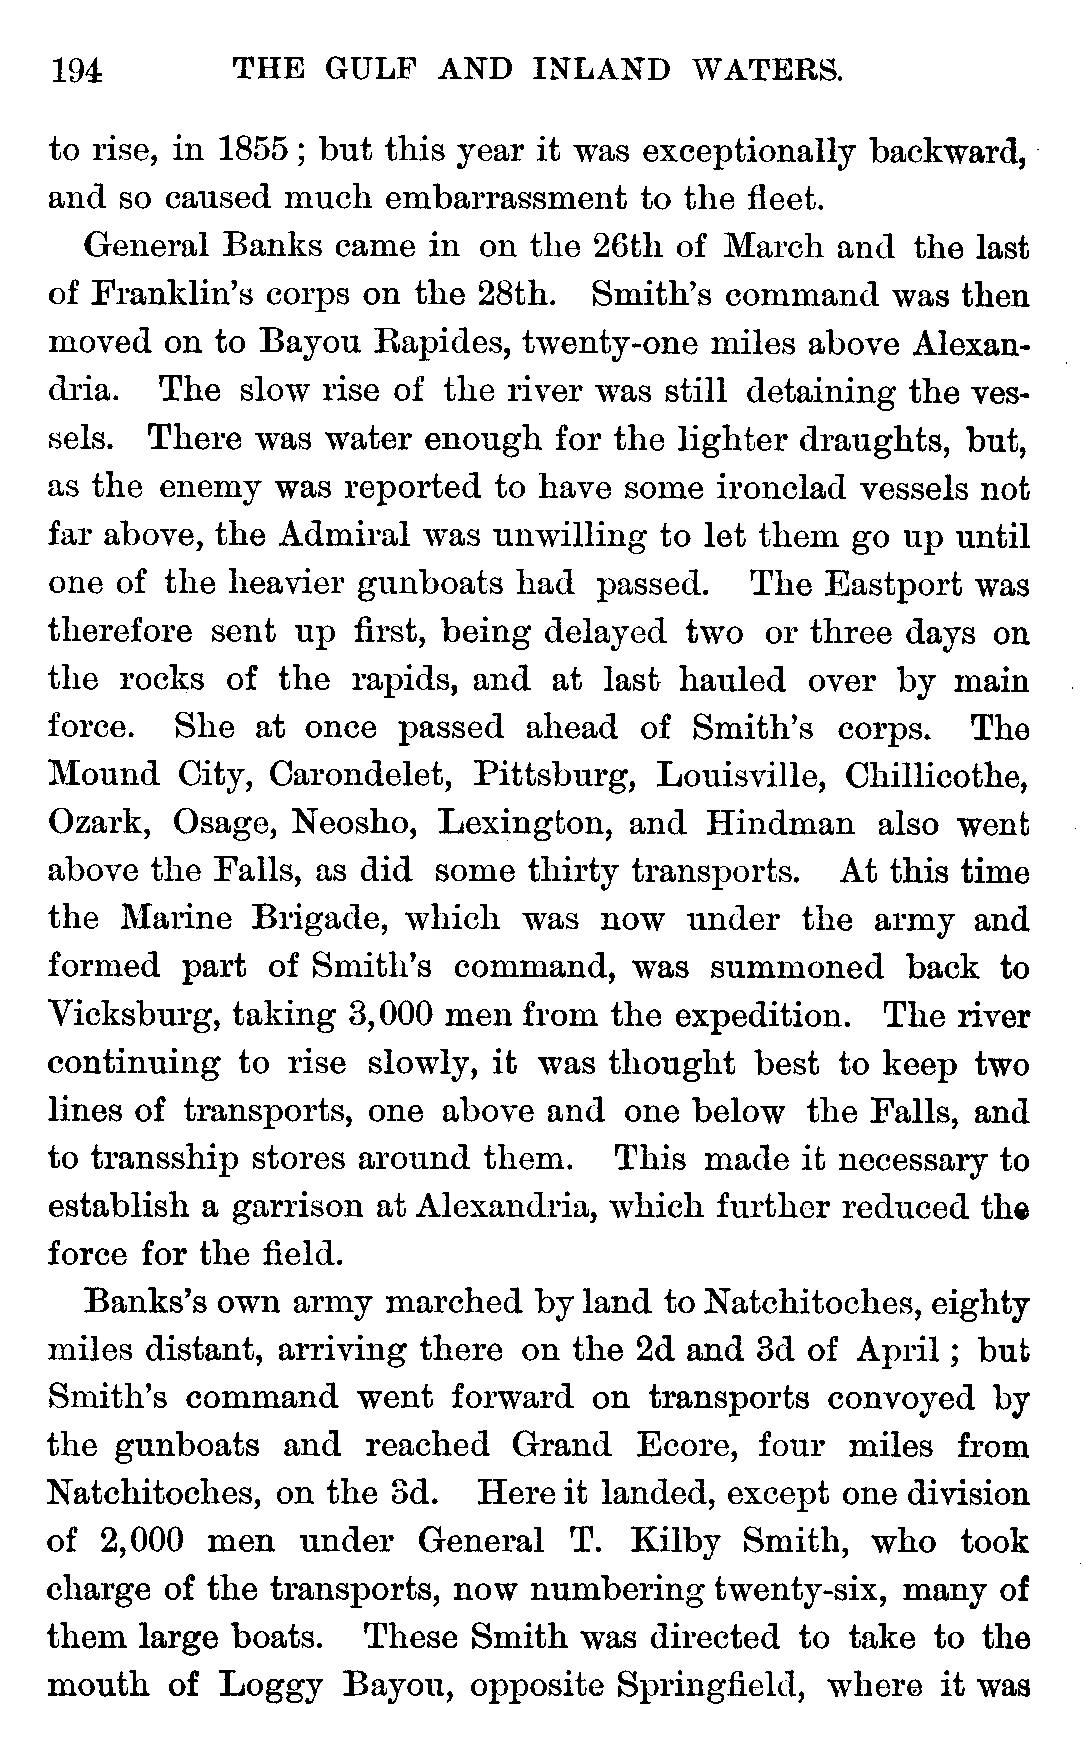 194 THE GULF AND INLAND WATERS.
to rise, in 1855 ; but this year it was exceptionally backward,
and so caused much embarrassment to the fleet.
General Banks came in on the 26th of March and the last
of Franklin's corps on the 28th. Smith's command was then
moved on to Bayou Rapides, twenty-one miles above Alexan-
dria. The slow rise of the river was still detaining the ves-
sels. There was water enough for the lighter draughts, but,
as the enemy was reported to have some ironclad vessels not
far above, the Admiral was unwilling to let them go up until
one of the heavier gunboats had passed. The Eastport was
therefore sent up first, being delayed two or three days on
the rocks of the rapids, and at last hauled over by main
force. She at once passed ahead of Smith's corps. The
Mound City, Carondelet, Pittsburg, Louisville, Chillicothe,
Ozark, Osage, Neosho, Lexington, and Hindman also went
above the Falls, as did some thirty transports. At this time
the Marine Brigade, which was now under the army and
formed part of Smith's command, was summoned back to
Vicksburg, taking 3,000 men from the expedition. The river
continuing to rise slowly, it was thought best to keep two
lines of transports, one above and one below the Falls, and
to transship stores around them. This made it necessary to
establish a garrison at Alexandria, which further reduced the
force for the field.
Banks's own army marched by land to Natchitoches, eighty
miles distant, arriving there on the 2d and 3d of April ; but
Smith's command went forward on transports convoyed by
the gunboats and reached Grand Ecore, four miles from
Natchitoches, on the 3d. Here it landed, except one division
of 2,000 men under General T. Kilby Smith, who took
charge of the transports, now numbering twenty-six, many of
them large boats. These Smith was directed to take to the
mouth of Loggy Bayou, opposite Springfield, where it was